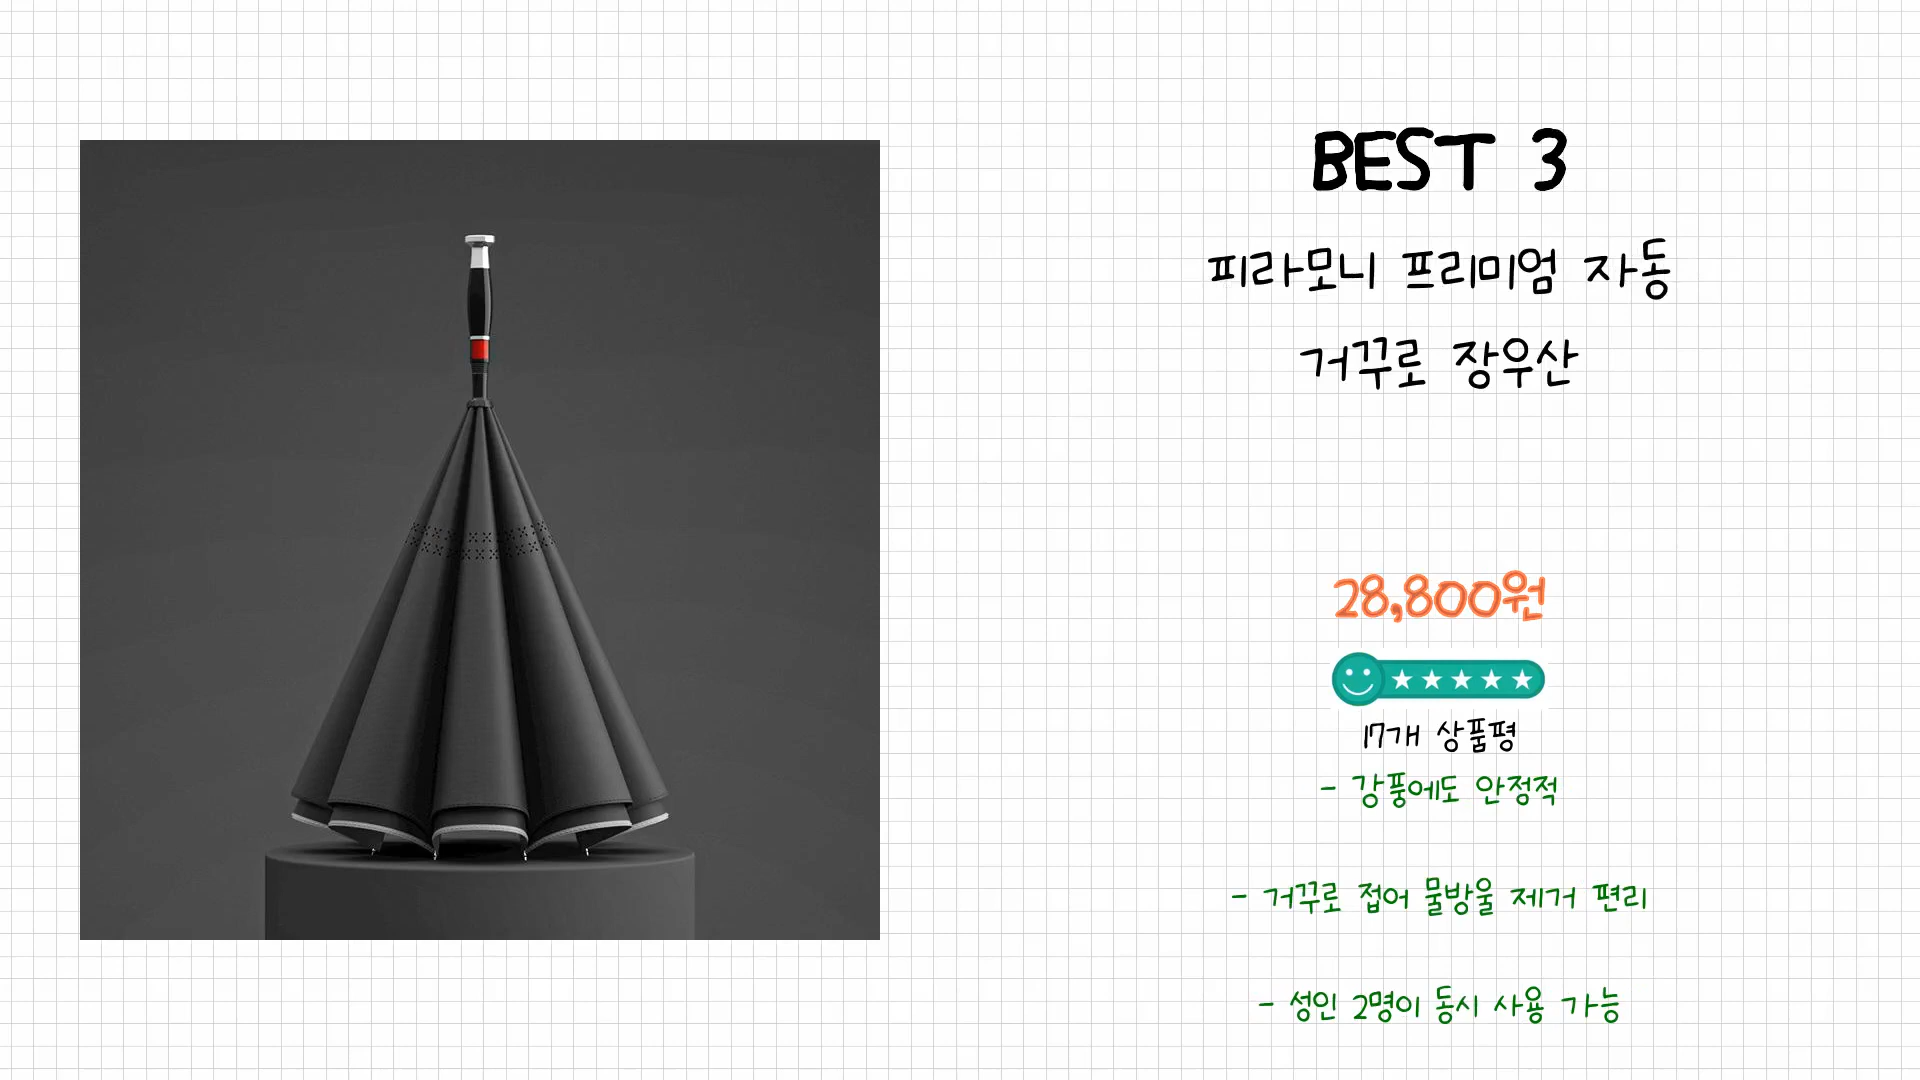 BEST 3
피라모니 프리미엄 자동
거꾸로 장우산
28,800원
17개 상품평
- 강풍에도 안정적
- 거꾸로 접어 물방울 제거 편리
- 성인 2명이 동시 사용 가능